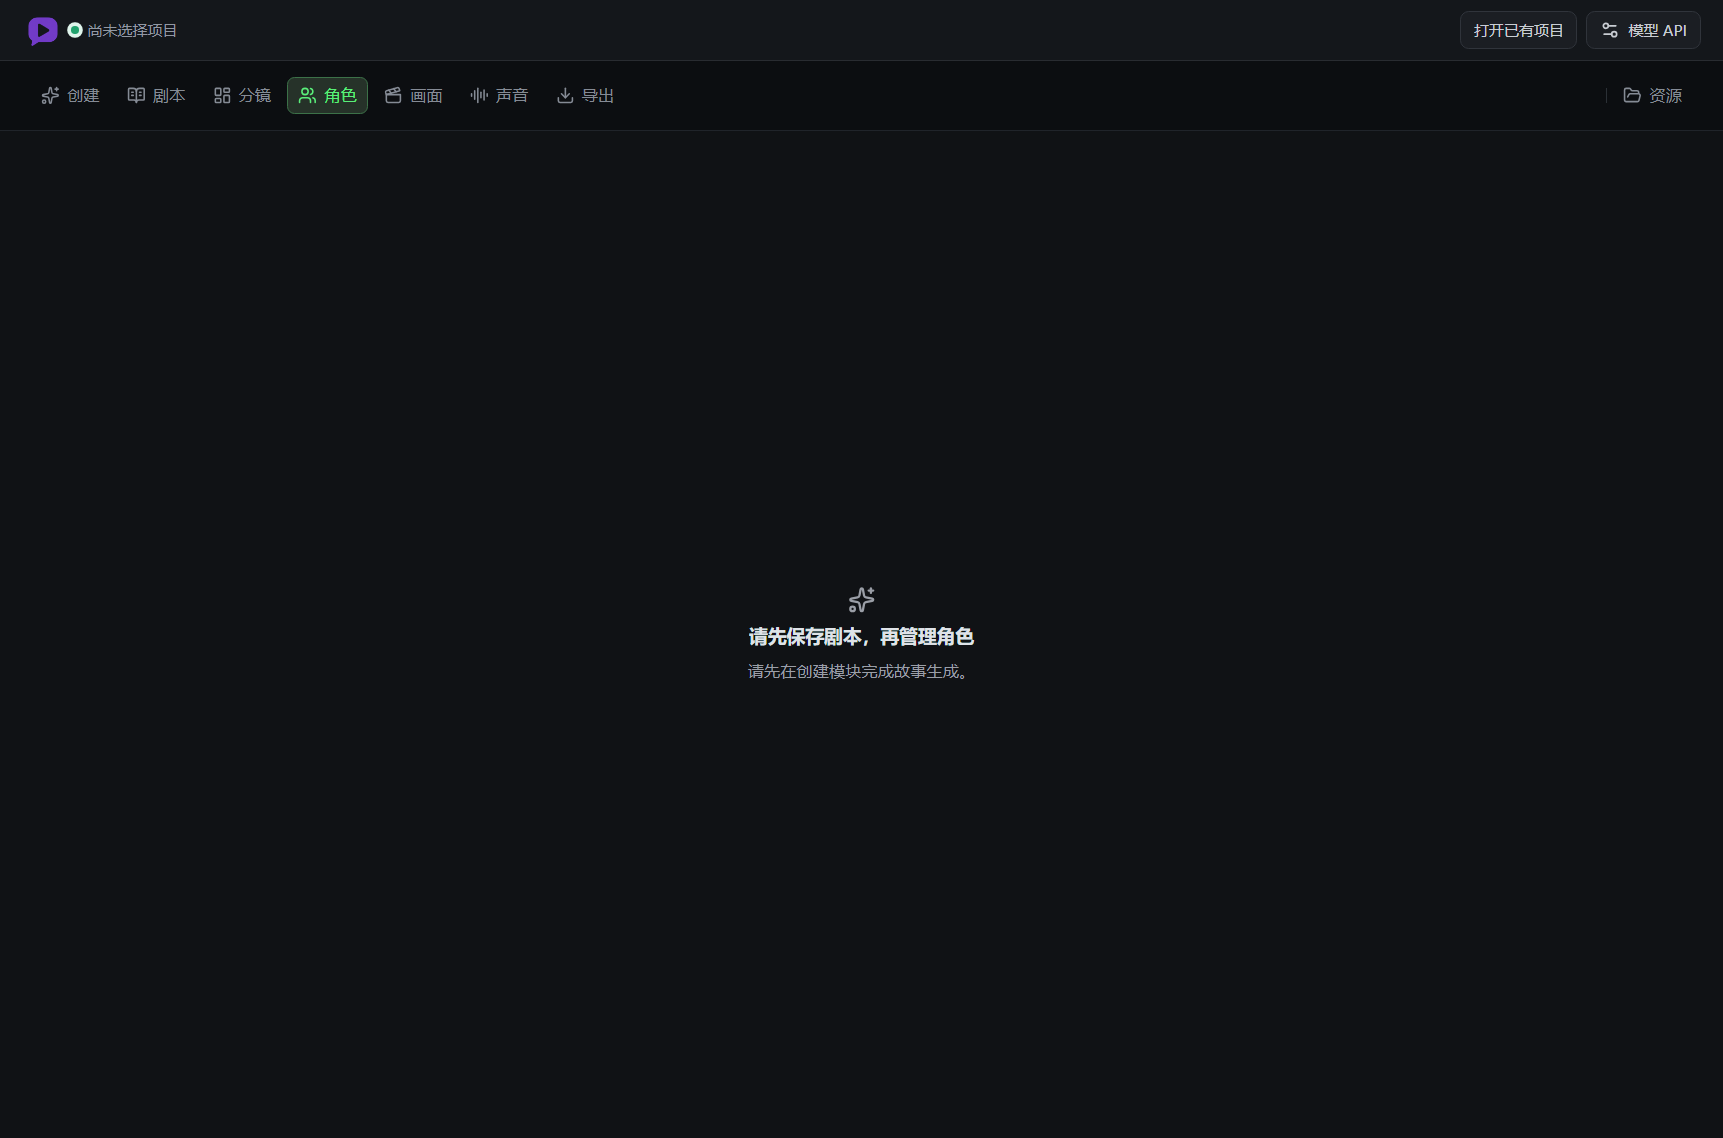 尚未选择项目
打开已有项目
模型 API
创建
剧本
分镜
角色
画面
声音
导出
资源
请先保存剧本，再管理角色
请先在创建模块完成故事生成。